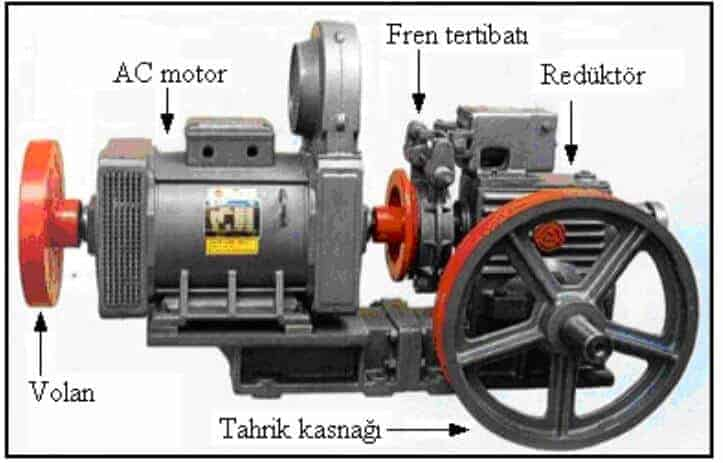 Fren tertibatı
AC motor
Redüktör
Volan
Tahrik kasnağı